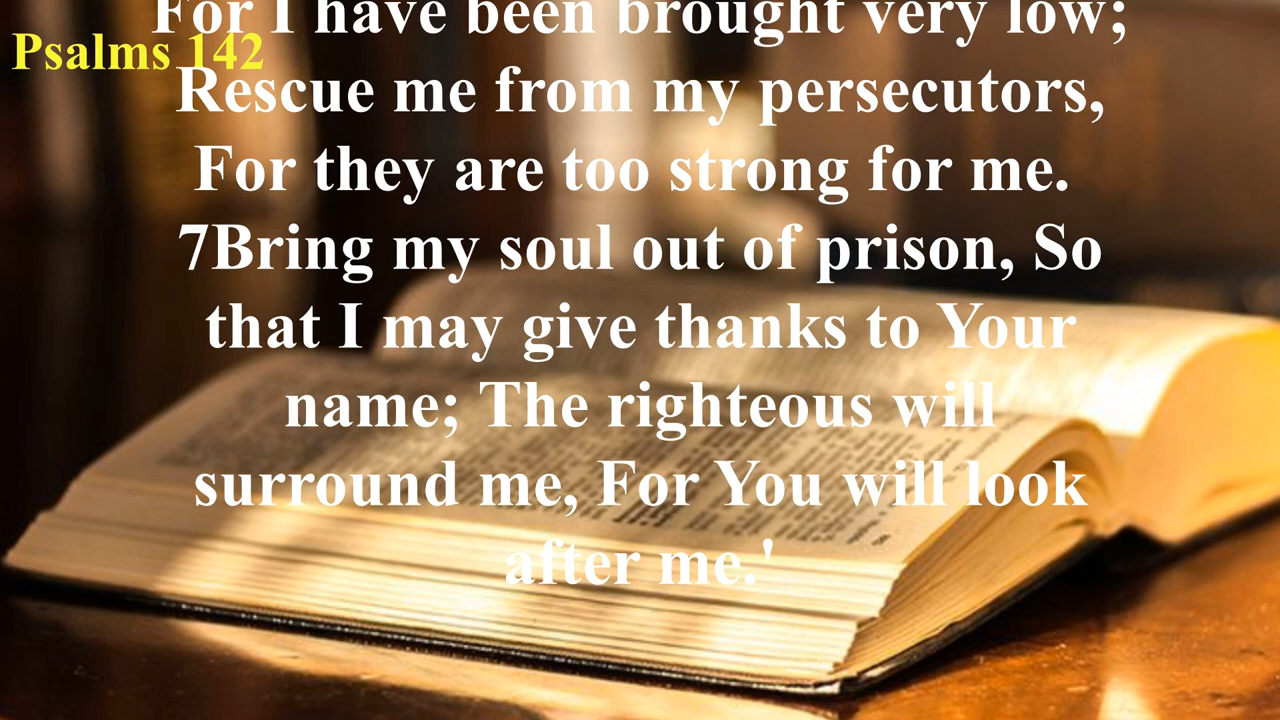 For I have been brought very low;
Psalms 142
Rescue me from my persecutors,
For they are too strong for me.
7Bring my soul out of prison, So
that I may give thanks to Your
name; The righteous will
surround me, For You will look
after me.'